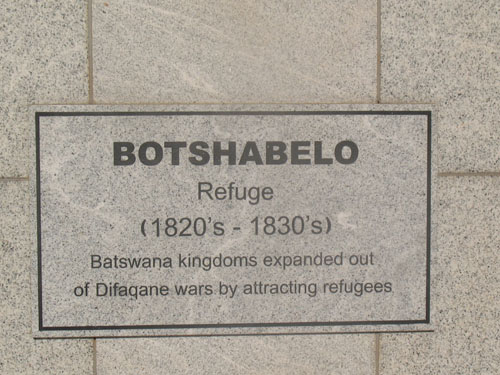 BOTSHABELO
Refuge
(1820's - 1830's)
Batswana kingdoms expanded out
of Difaqane wars by attracting refugees